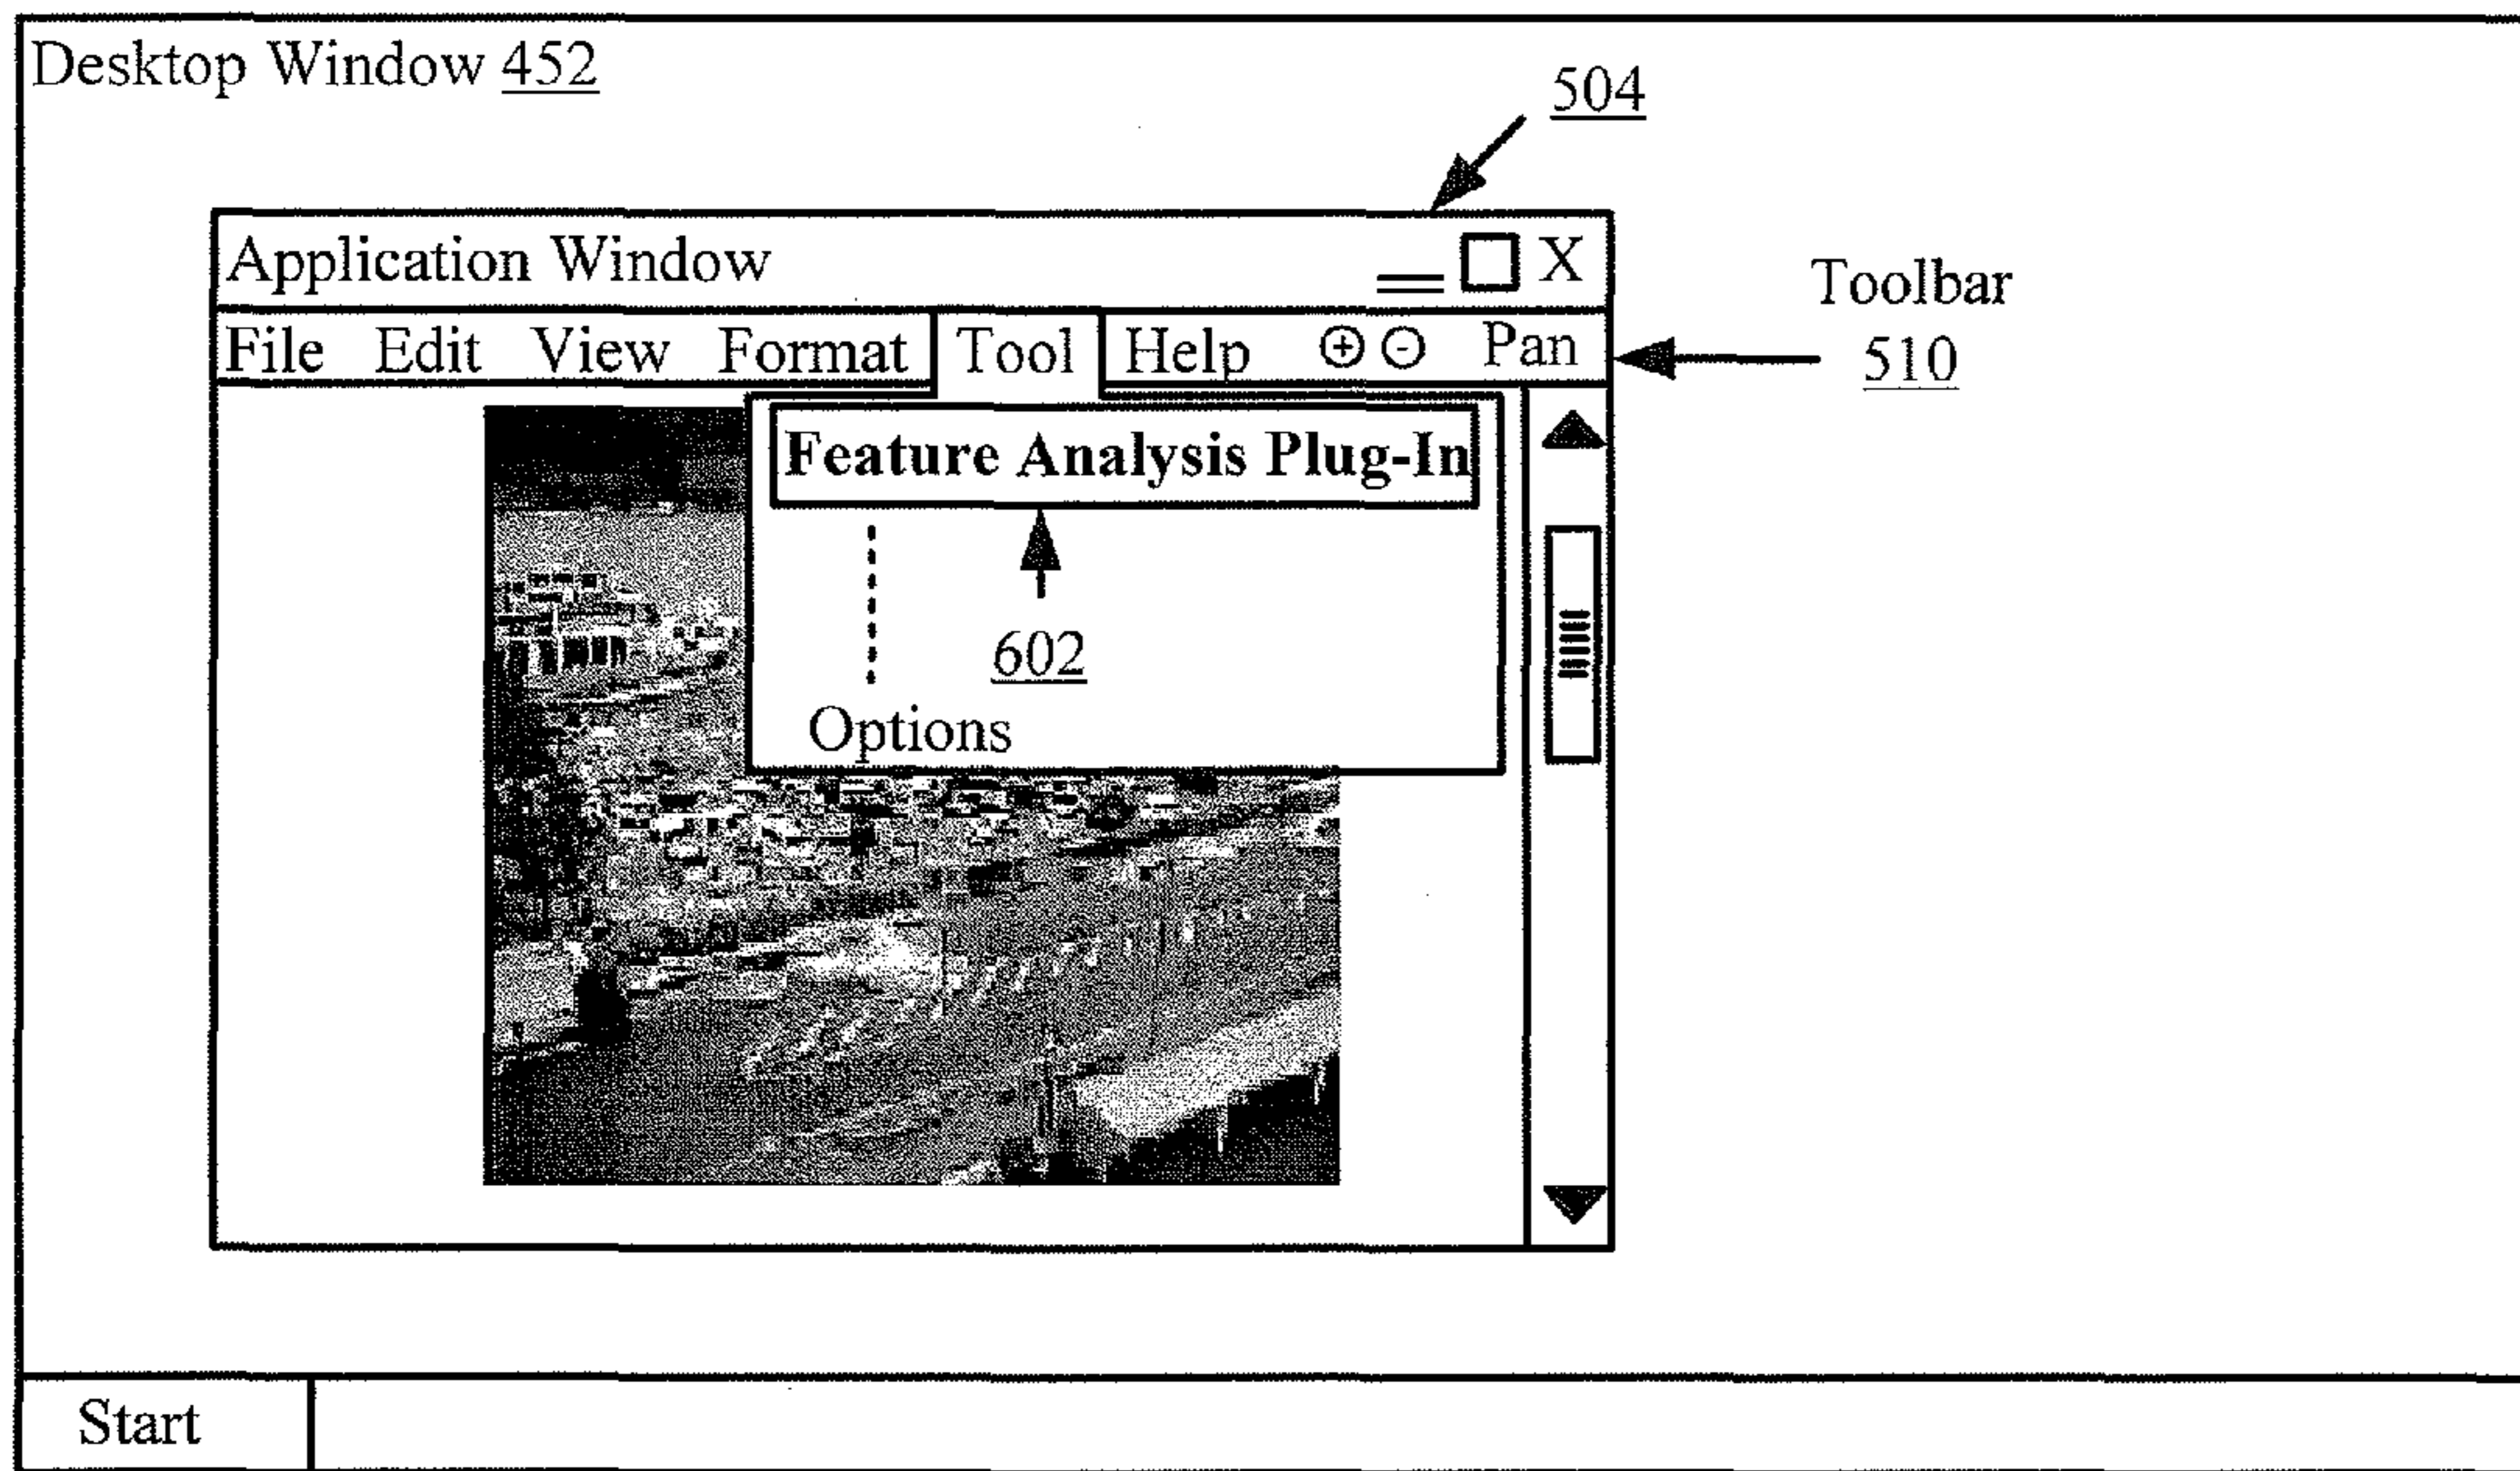 Desktop Window 452
504
Application Window X
Toolbar
File Edit View Format Tool Help + - Pan
510
Feature Analysis Plug-In
602
Options
Start